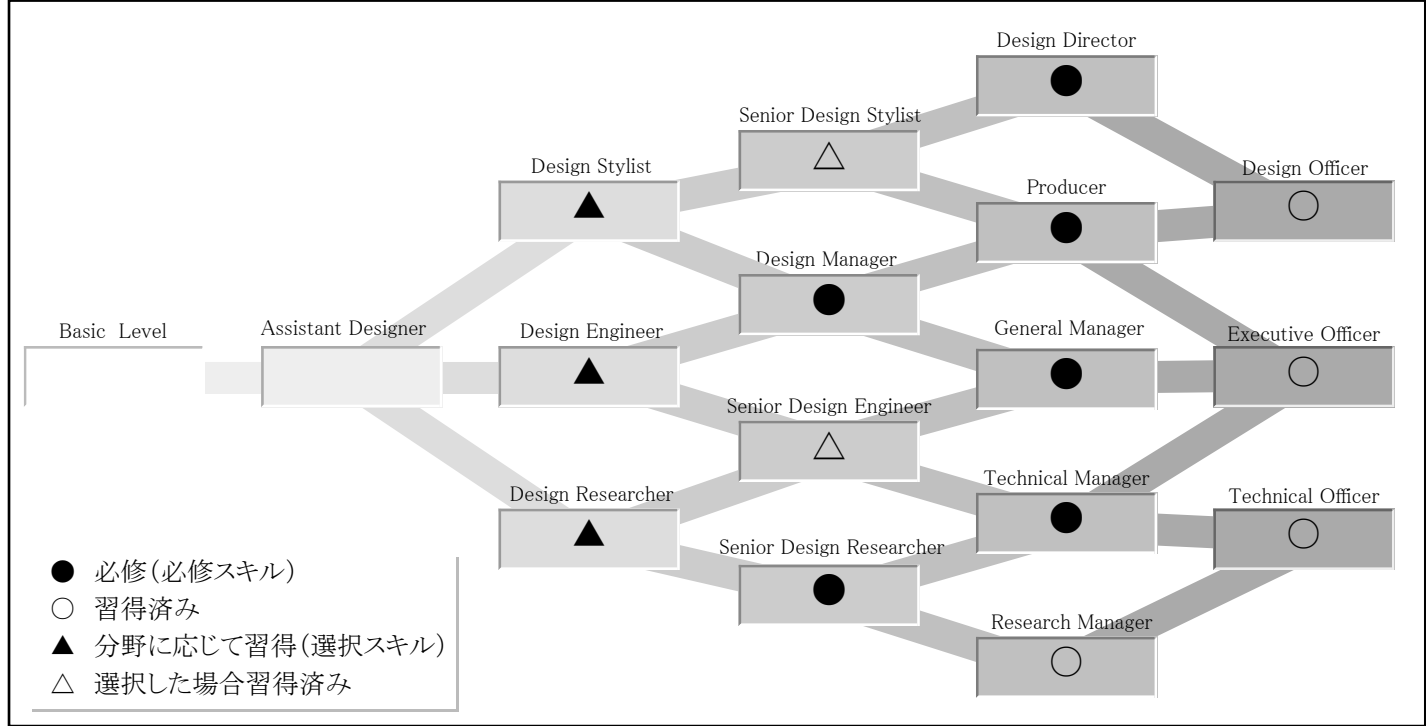 Design Director
Senior Design Stylist
Design Stylist
Design Officer
Producer
Design Manager
Basic Level
Assistant Designer
Design Engineer
General Manager
Executive Officer
Senior Design Engineer
Design Researcher
Technical Manager
Technical Officer
Senior Design Researcher
Research Manager
● 必修(必修スキル)
○ 習得済み
▲ 分野に応じて習得(選択スキル)
△ 選択した場合習得済み